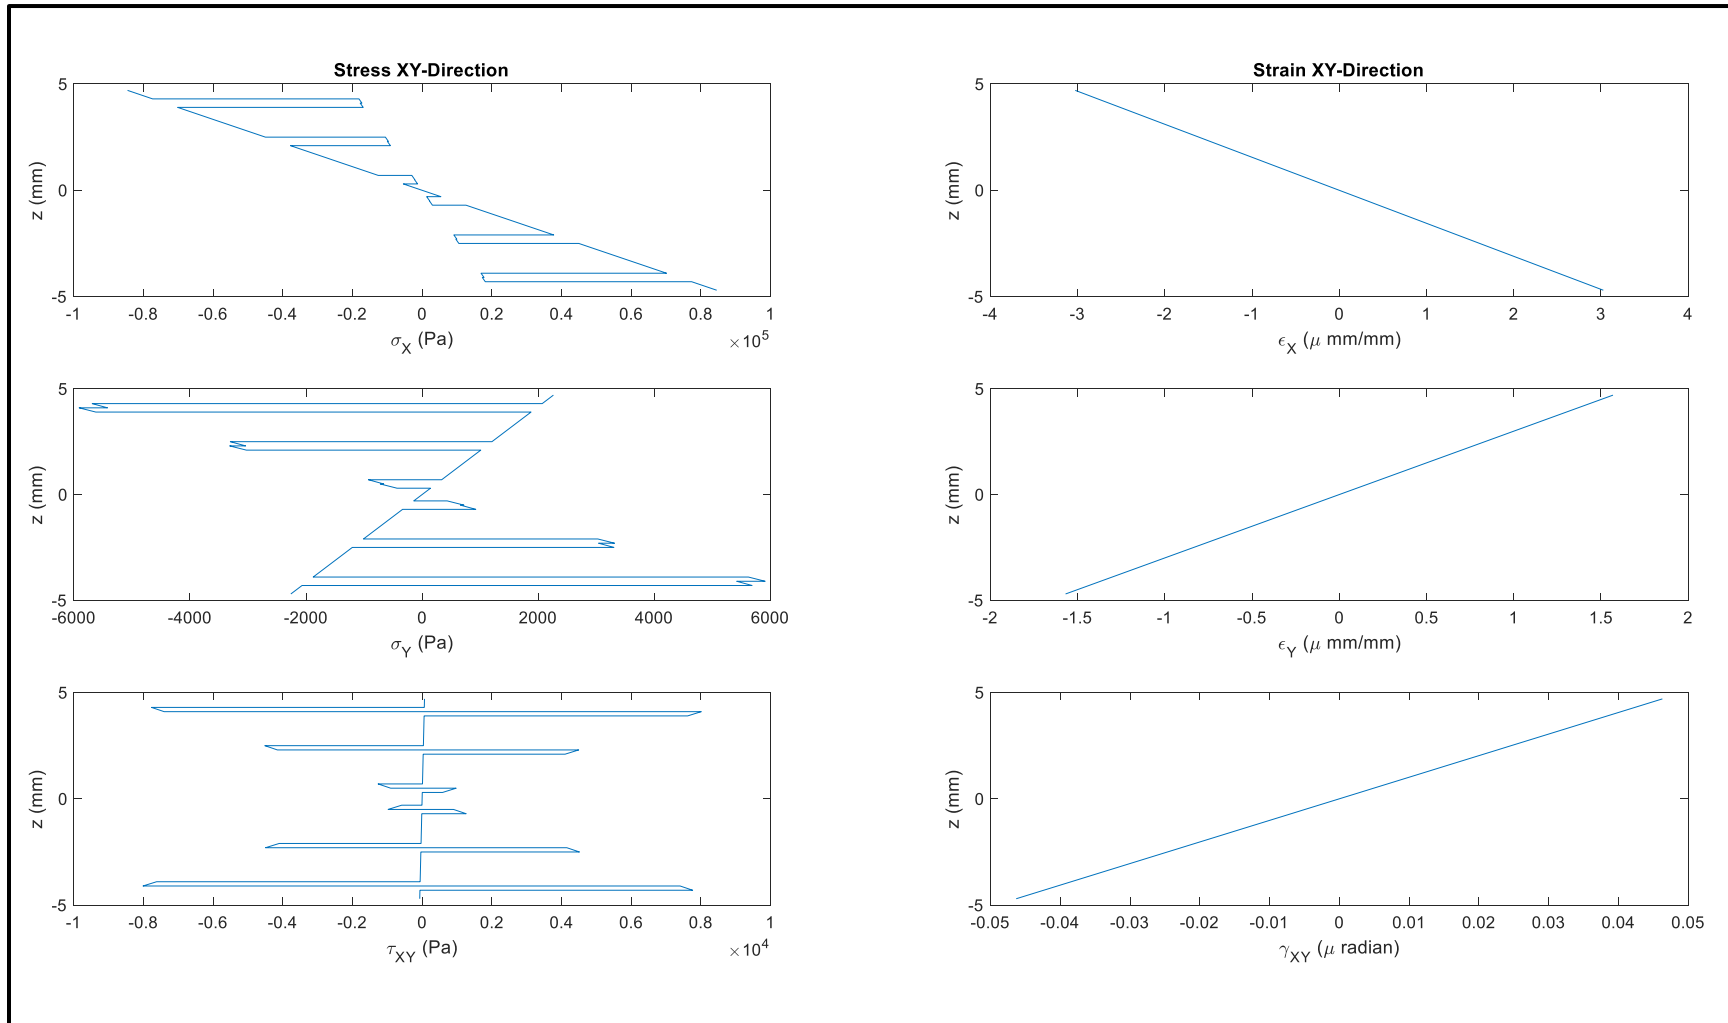 Stress XY-Direction
5
0
-5
z (mm)
-1 -0.8 -0.6 -0.4 -0.2 0 0.2 0.4 0.6 0.8 1
σX (Pa)
×10^5
Strain XY-Direction
5
0
-5
z (mm)
-4 -3 -2 -1 0 1 2 3 4
ϵX (μ mm/mm)
5
0
-5
z (mm)
-6000 -4000 -2000 0 2000 4000 6000
σY (Pa)
5
0
-5
z (mm)
-2 -1.5 -1 -0.5 0 0.5 1 1.5 2
ϵY (μ mm/mm)
5
0
-5
z (mm)
-1 -0.8 -0.6 -0.4 -0.2 0 0.2 0.4 0.6 0.8 1
τXY (Pa)
×10^4
5
0
-5
z (mm)
-0.05 -0.04 -0.03 -0.02 -0.01 0 0.01 0.02 0.03 0.04 0.05
γXY (μ radian)